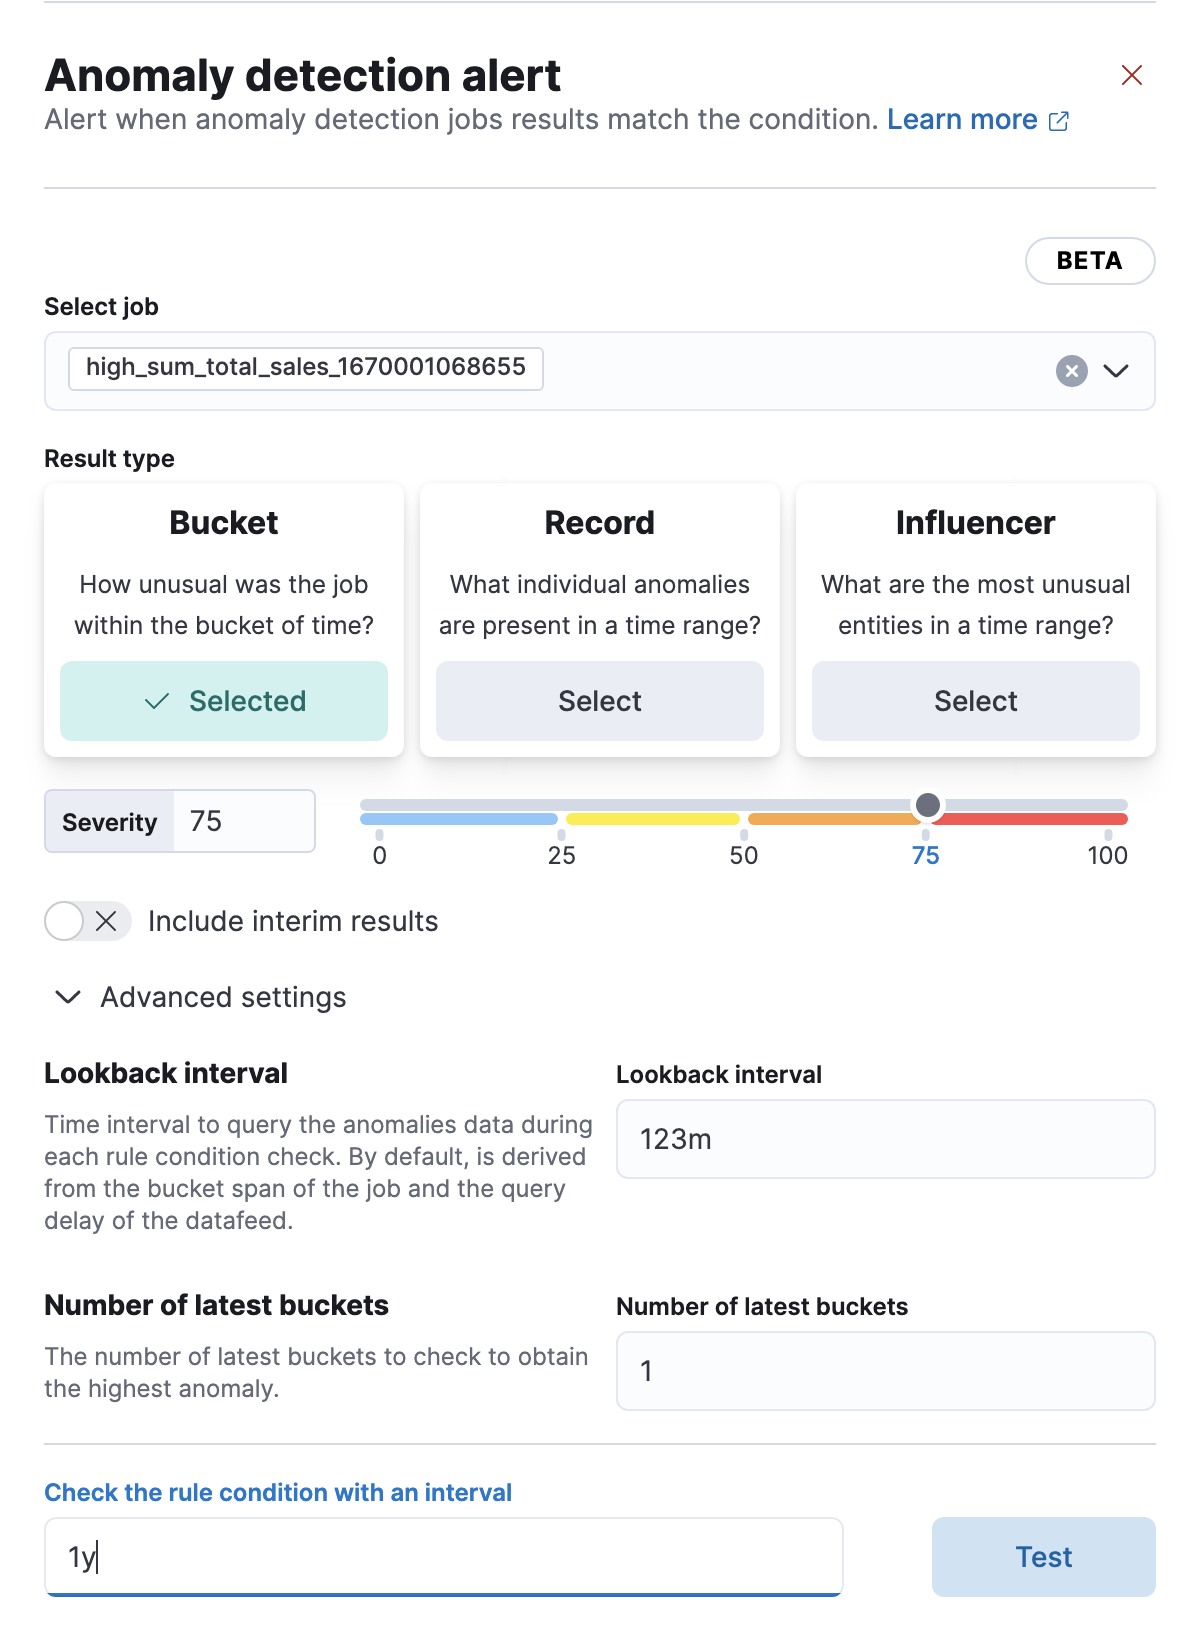 Anomaly detection alert
Alert when anomaly detection jobs results match the condition. Learn more
BETA
Select job
high_sum_total_sales_1670001068655
Result type
Bucket
How unusual was the job
within the bucket of time?
Selected
Record
What individual anomalies
are present in a time range?
Select
Influencer
What are the most unusual
entities in a time range?
Select
Severity 75
0 25 50 75 100
Include interim results
Advanced settings
Lookback interval
Time interval to query the anomalies data during
each rule condition check. By default, is derived
from the bucket span of the job and the query
delay of the datafeed.
Lookback interval
123m
Number of latest buckets
The number of latest buckets to check to obtain
the highest anomaly.
Number of latest buckets
1
Check the rule condition with an interval
1y
Test